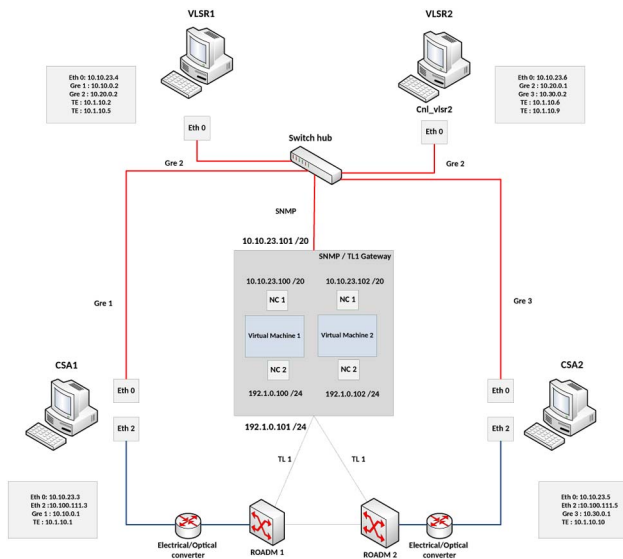 VLSR1
VLSR2
Eth 0: 10.10.23.4
Gre 1 : 10.10.0.2
Gre 2 : 10.20.0.2
TE : 10.1.10.2
TE : 10.1.10.5
Eth 0: 10.10.23.6
Gre 2 : 10.20.0.1
Gre 3 : 10.30.0.2
TE : 10.1.10.6
TE : 10.1.10.9
Cnl_vlsr2
Eth 0
Eth 0
Switch hub
Gre 2
Gre 2
SNMP
10.10.23.101 /20
SNMP / TL1 Gateway
10.10.23.100 /20
10.10.23.102 /20
NC 1
NC 1
Gre 1
Gre 3
Virtual Machine 1
Virtual Machine 2
CSA1
CSA2
NC 2
NC 2
Eth 0
Eth 0
192.1.0.100 /24
192.1.0.102 /24
Eth 2
Eth 2
192.1.0.101 /24
TL 1
TL 1
Eth 0: 10.10.23.3
Eth 2 :10.100.111.3
Gre 1 : 10.10.0.1
TE : 10.1.10.1
Eth 0: 10.10.23.5
Eth 2 : 10.100.111.5
Gre 3 : 10.30.0.1
TE : 10.1.10.10
Electrical/Optical
converter
ROADM 1
ROADM 2
Electrical/Optical
converter